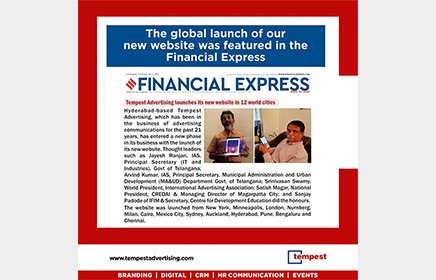 The global launch of our
new website was featured in the
Financial Express
FINANCIAL EXPRESS
Tempest Advertising launches its new website in 12 world cities
Hyderabad-based Tempest
Advertising, which has been in
the business of advertising
communications for the past 21
years, has entered a new phase
in its business with the launch of
its new website. Thought leaders
such as Jayesh Ranjan, IAS,
Principal Secretary (IT and
Industries), Govt of Telangana;
Arvind Kumar, IAS, Principal Secretary, Municipal Administration and Urban
Development (MA&UD) Department Govt. of Telangana; Srinivasan Swamy,
World President, International Advertising Association; Satish Magar, National
President, CREDAI & Managing Director of Magarpatta City; and Sanjay
Padode of IFIM & Secretary, Centre for Development Education did the honours.
The website was launched from New York, Minneapolis, London, Nurnberg,
Milan, Cairo, Mexico City, Sydney, Auckland, Hyderabad, Pune, Bengaluru and
Chennai.
www.tempestadvertising.com
tempest
BRANDING | DIGITAL | CRM | HR COMMUNICATION | EVENTS